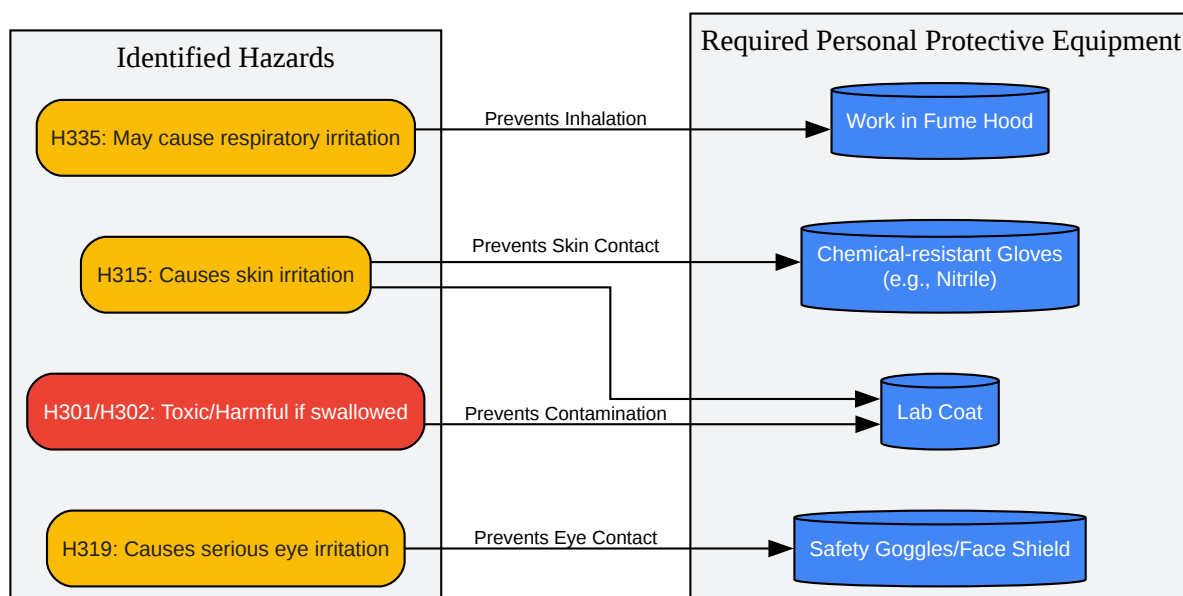 Identified Hazards
Required Personal Protective Equipment
H335: May cause respiratory irritation
Prevents Inhalation
Work in Fume Hood
H315: Causes skin irritation
Prevents Skin Contact
Chemical-resistant Gloves
(e.g., Nitrile)
H301/H302: Toxic/Harmful if swallowed
Prevents Contamination
Lab Coat
H319: Causes serious eye irritation
Prevents Eye Contact
Safety Goggles/Face Shield